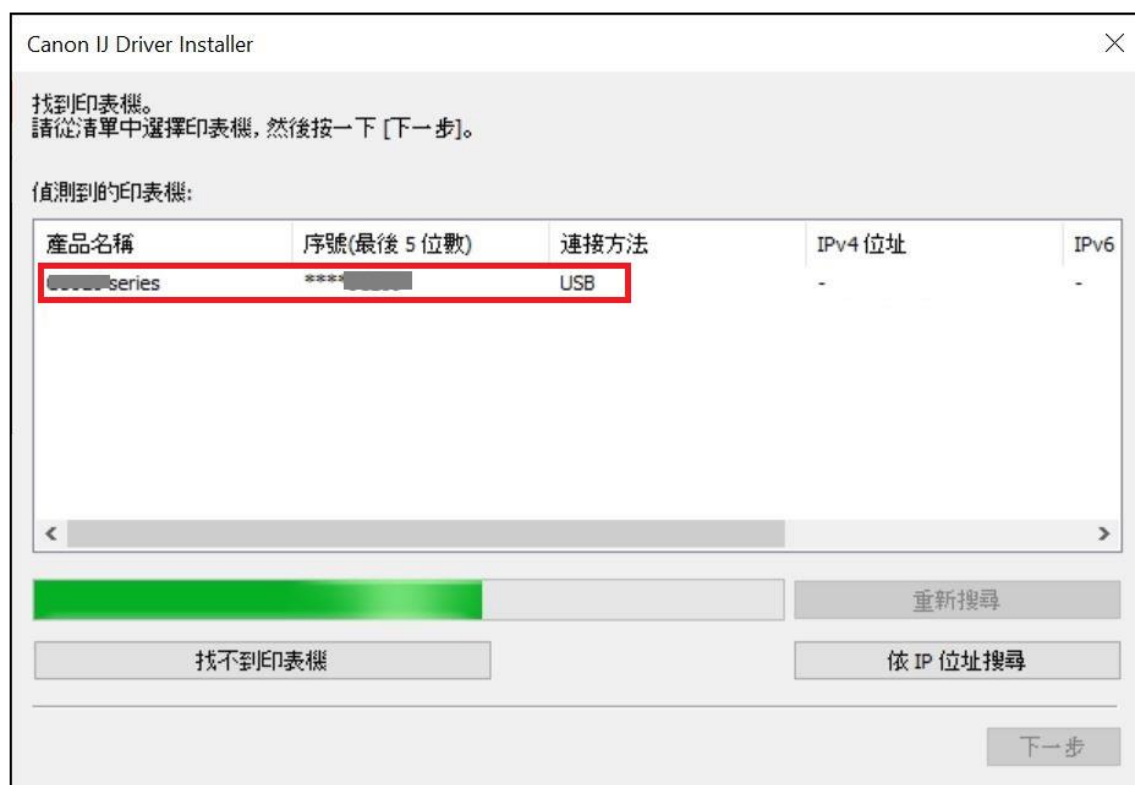 Canon IJ Driver Installer
找到印表機。
請從清單中選擇印表機, 然後按一下 [下一步]。
偵測到的印表機:
產品名稱 序號(最後 5 位數) 連接方法 IPv4 位址 IPv6
series **** USB - -
重新搜尋
找不到印表機 依 IP 位址搜尋
下一步